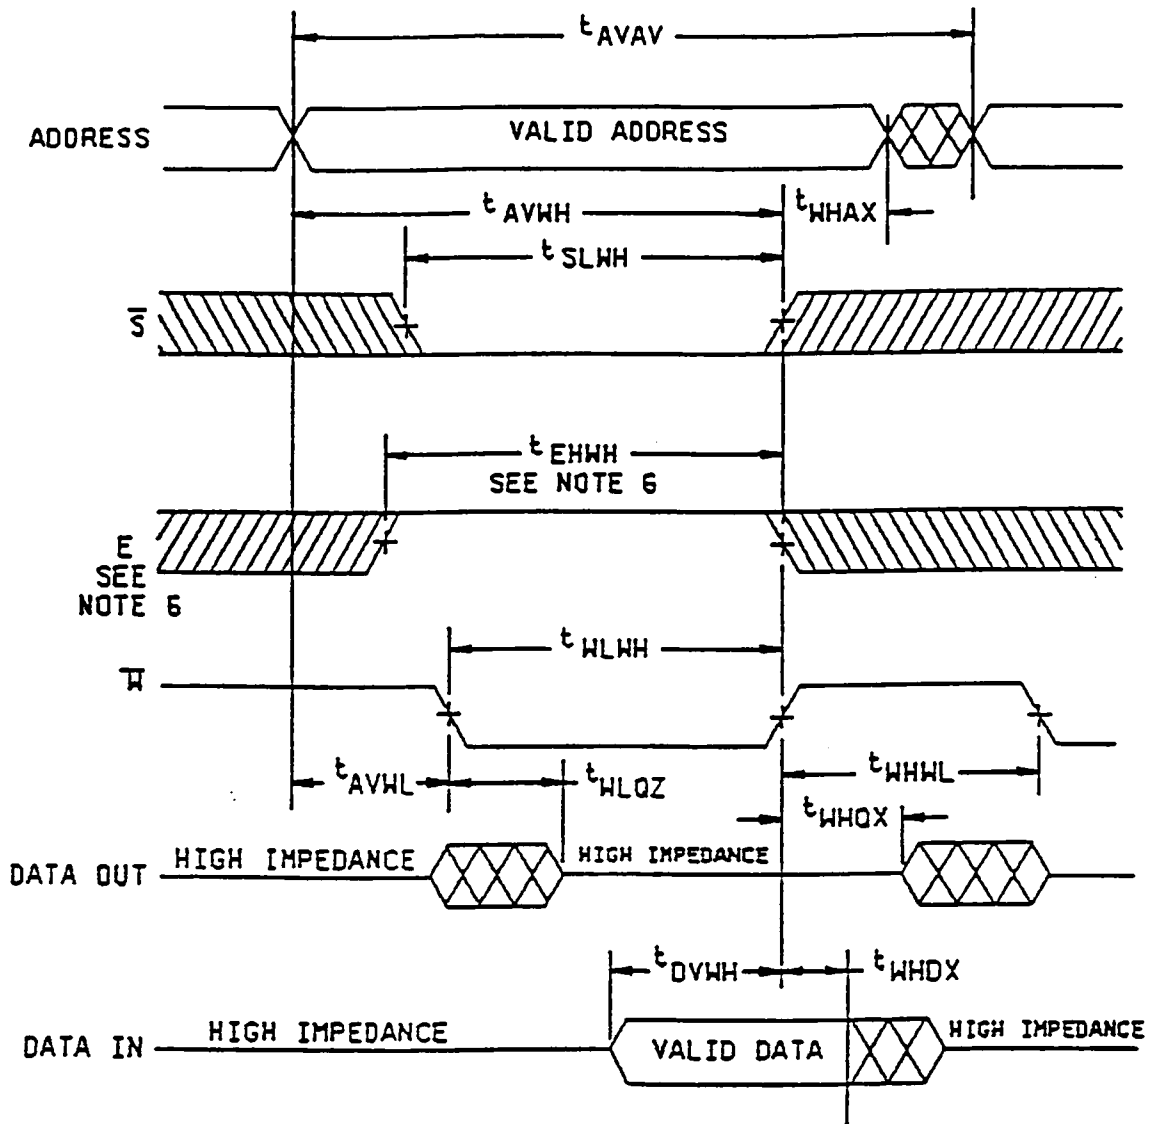 tAVAV
ADDRESS
VALID ADDRESS
tAVWH
tWHAX
tSLWH
S̅
tEHWH
SEE NOTE 6
E
SEE
NOTE 6
tWLWH
W̅
tAVWL
tWLQZ
tWHWL
tWHQX
DATA OUT
HIGH IMPEDANCE
HIGH IMPEDANCE
tDVWH
tWHDX
DATA IN
HIGH IMPEDANCE
VALID DATA
HIGH IMPEDANCE